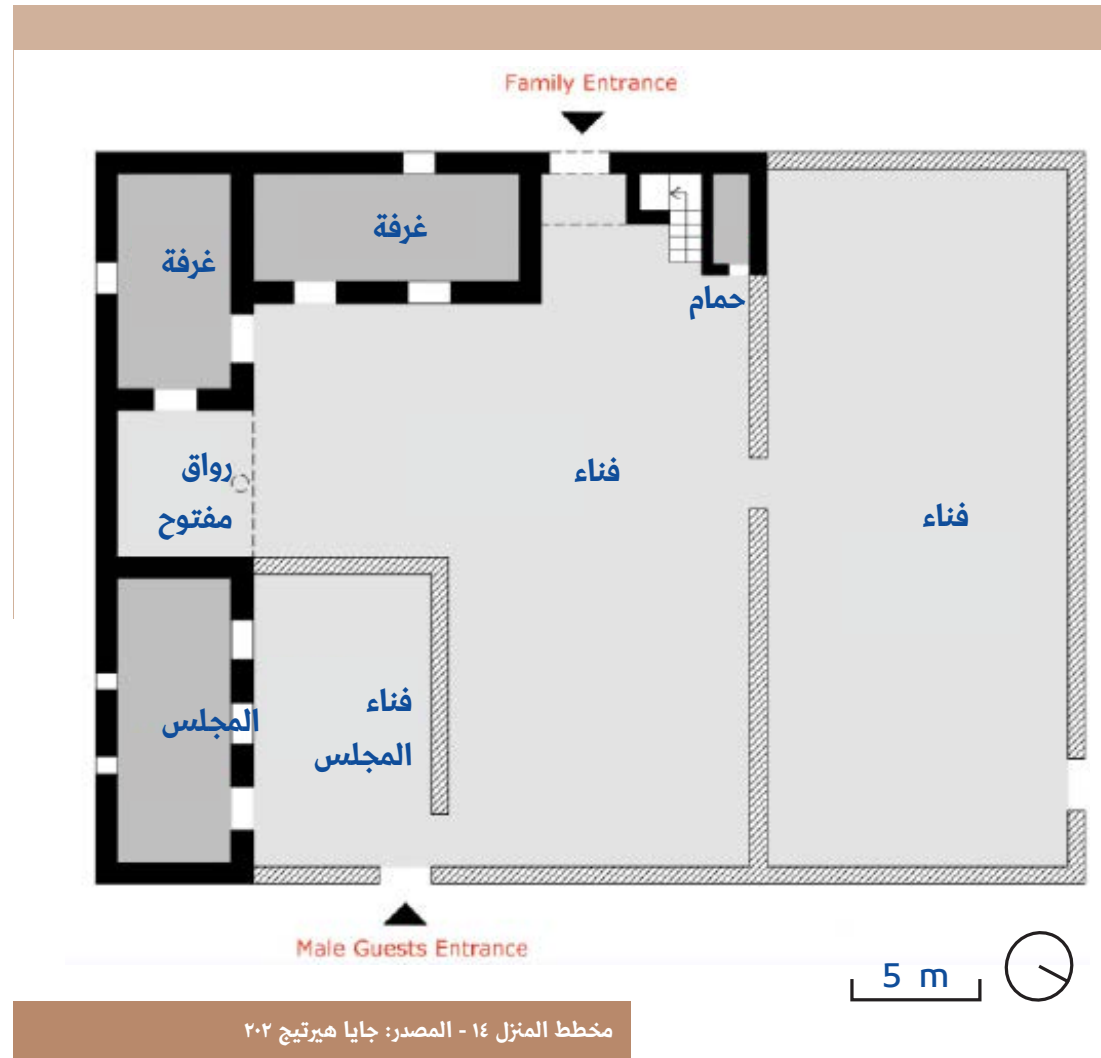 Family Entrance
غرفة
غرفة
حمام
رواق
مفتوح
فناء
فناء
المجلس
فناء
المجلس
Male Guests Entrance
5 m
مخطط المنزل ١٤ - المصدر: جايا هيرتيج ٢٠٢